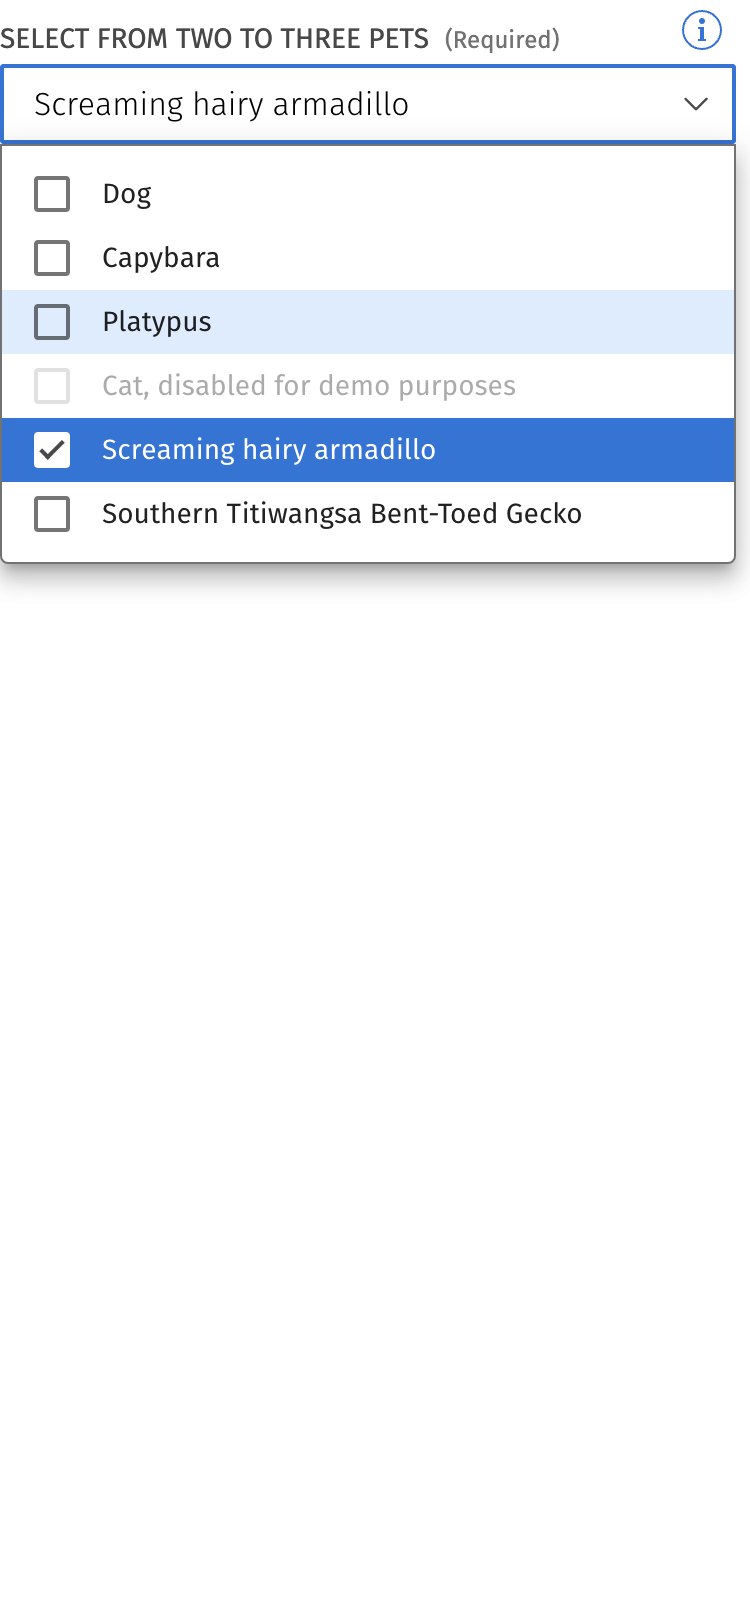 SELECT FROM TWO TO THREE PETS (Required)
Screaming hairy armadillo
Dog
Capybara
Platypus
Cat, disabled for demo purposes
Screaming hairy armadillo
Southern Titiwangsa Bent-Toed Gecko